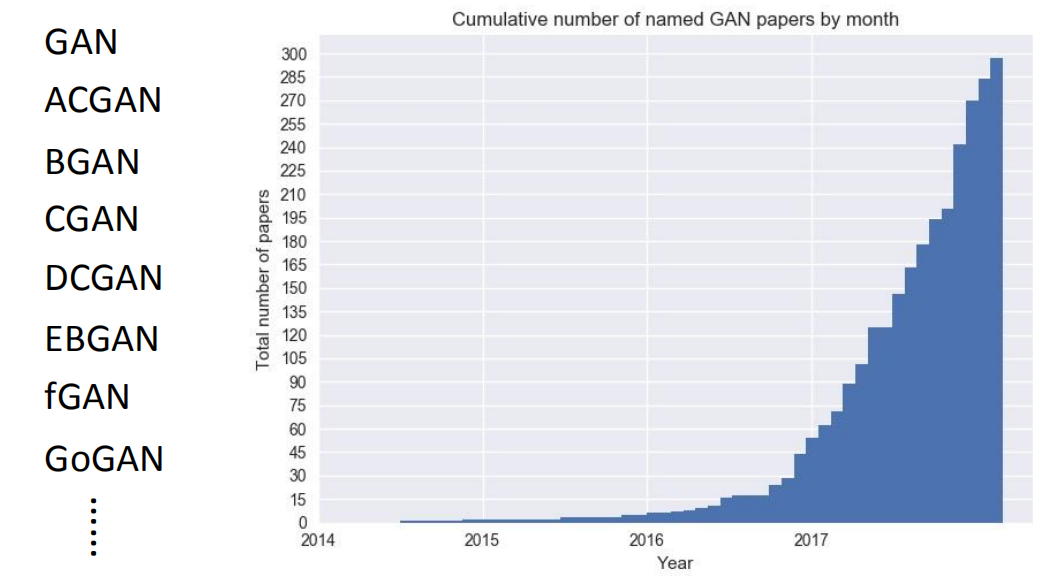 GAN
ACGAN
BGAN
CGAN
DCGAN
EBGAN
fGAN
GoGAN
Cumulative number of named GAN papers by month
Total number of papers
300
285
270
255
240
225
210
195
180
165
150
135
120
105
90
75
60
45
30
15
0
2014 2015 2016 2017
Year